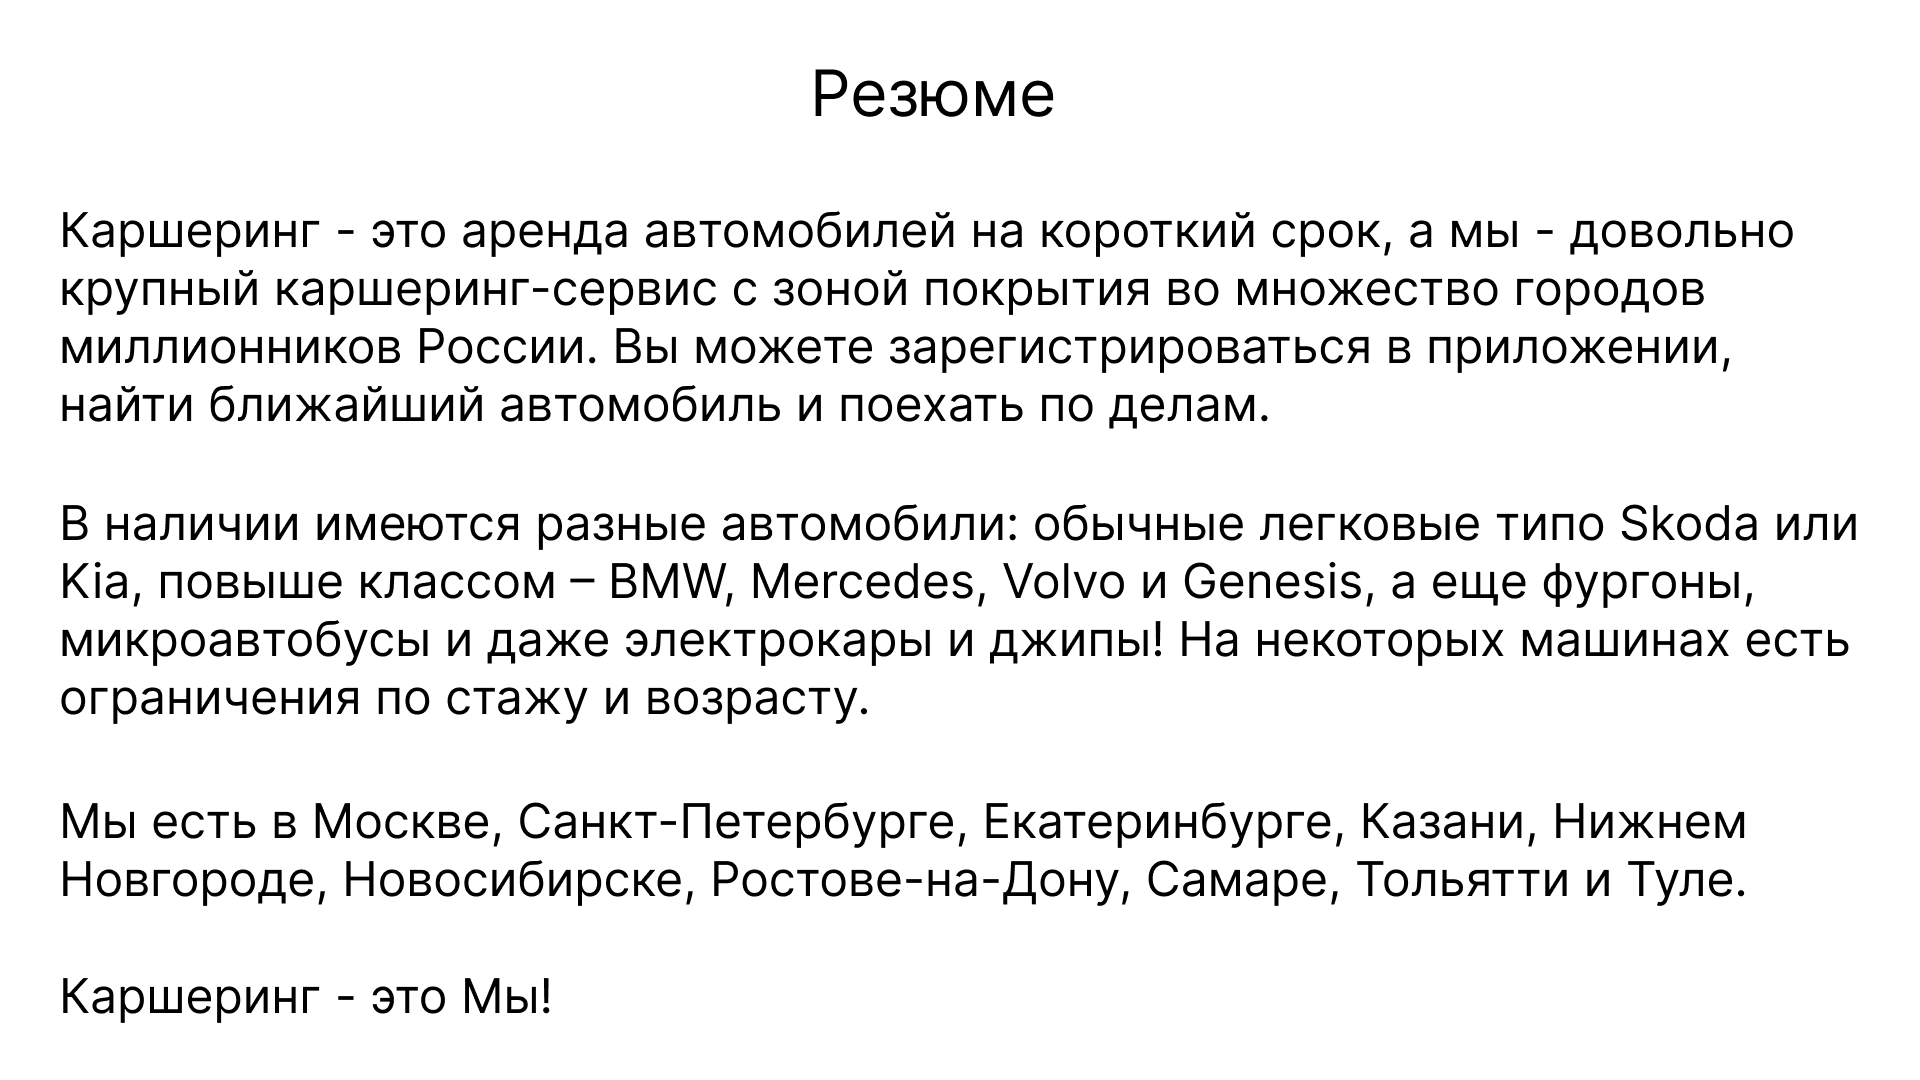 Резюме
Каршеринг - это аренда автомобилей на короткий срок, а мы - довольно
крупный каршеринг-сервис с зоной покрытия во множество городов
миллионников России. Вы можете зарегистрироваться в приложении,
найти ближайший автомобиль и поехать по делам.
В наличии имеются разные автомобили: обычные легковые типо Skoda или
Kia, повыше классом – BMW, Mercedes, Volvo и Genesis, а еще фургоны,
микроавтобусы и даже электрокары и джипы! На некоторых машинах есть
ограничения по стажу и возрасту.
Мы есть в Москве, Санкт-Петербурге, Екатеринбурге, Казани, Нижнем
Новгороде, Новосибирске, Ростове-на-Дону, Самаре, Тольятти и Туле.
Каршеринг - это Мы!